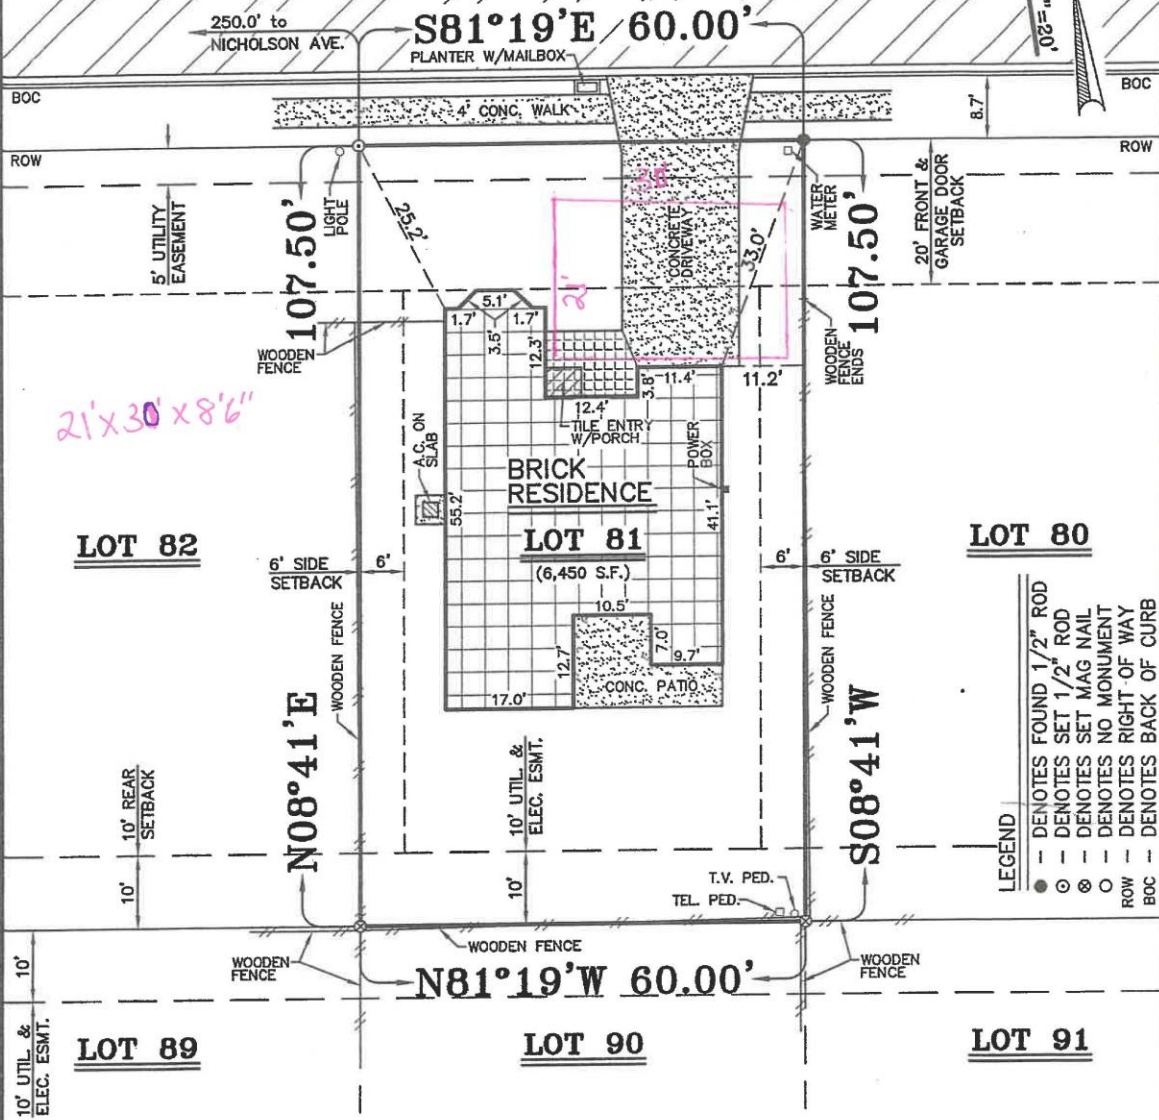 250.0' to
NICHOLSON AVE.
S81°19'E 60.00'
PLANTER W/MAILBOX
"=20'
BOC
BOC
4' CONC. WALK
8.7'
ROW
ROW
5' UTILITY
EASEMENT
107.50'
LIGHT
POLE
25.2'
30'
21'
CONCRETE
DRIVEWAY
33.0'
WATER
METER
107.50'
20' FRONT &
GARAGE DOOR
SETBACK
WOODEN
FENCE
5.1'
1.7'
1.7'
3.5'
12.3'
3.8'
11.4'
11.2'
WOODEN
FENCE
ENDS
21'X30'X8'6"
12.4'
TILE ENTRY
W/PORCH
A.C. ON
SLAB
POWER
BOX
BRICK
RESIDENCE
55.2'
41.1'
LOT 82
LOT 81
(6,450 S.F.)
LOT 80
6' SIDE
SETBACK
6'
6'
6' SIDE
SETBACK
10.5'
7.0'
9.7'
12.7'
CONC. PATIO
17.0'
WOODEN FENCE
WOODEN FENCE
N08°41'E
S08°41'W
10' REAR
SETBACK
10'
10' UTIL. &
ELEC. ESMT.
10'
T.V. PED.
TEL. PED.
LEGEND
- DENOTES FOUND 1/2" ROD
- DENOTES SET 1/2" ROD
- DENOTES SET MAG NAIL
- DENOTES NO MONUMENT
ROW - DENOTES RIGHT OF WAY
BOC - DENOTES BACK OF CURB
WOODEN FENCE
WOODEN
FENCE
WOODEN
FENCE
N81°19'W 60.00'
10'
10' UTIL. &
ELEC. ESMT.
LOT 89
LOT 90
LOT 91